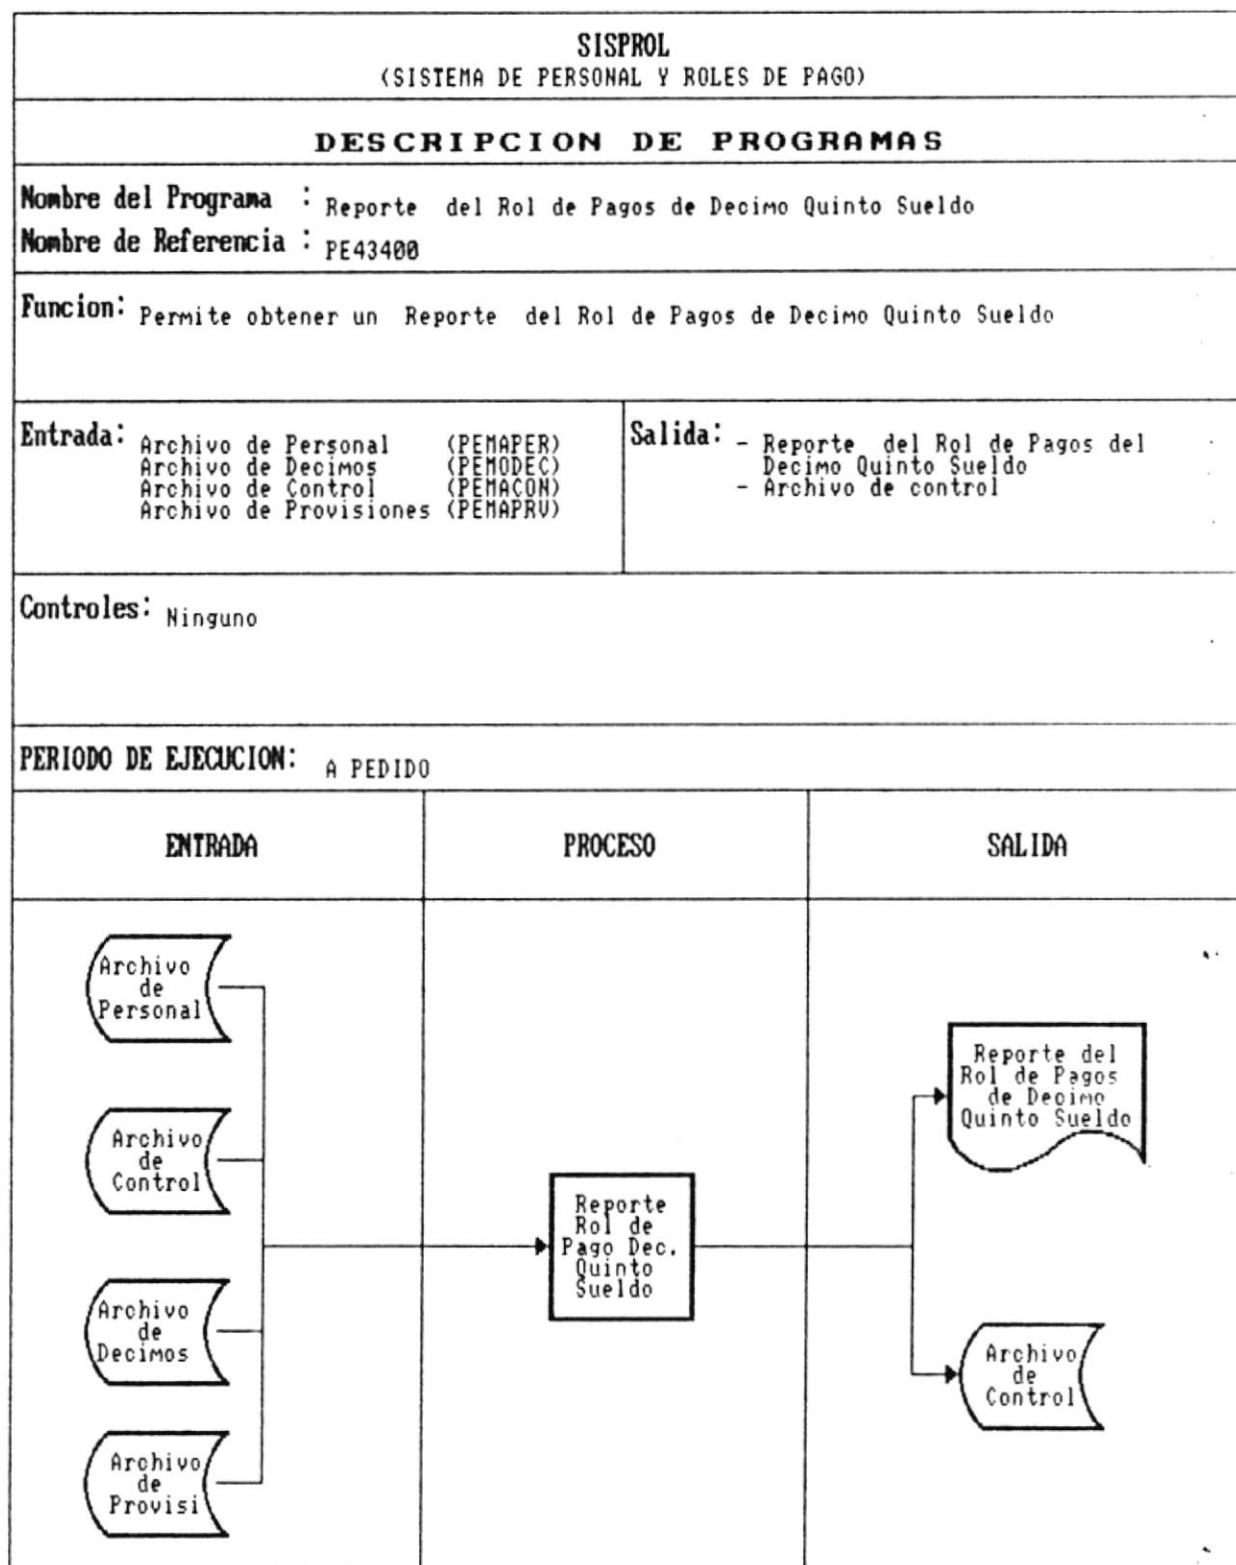 SISPROL
(SISTEMA DE PERSONAL Y ROLES DE PAGO)
DESCRIPCION DE PROGRAMAS
Nombre del Programa : Reporte del Rol de Pagos de Decimo Quinto Sueldo
Nombre de Referencia : PE43400
Funcion: Permite obtener un Reporte del Rol de Pagos de Decimo Quinto Sueldo
Entrada: Archivo de Personal (PEMAPER)
Archivo de Decimos (PEMODEC)
Archivo de Control (PEMACON)
Archivo de Provisiones (PEMAPRV)
Salida: - Reporte del Rol de Pagos del
Decimo Quinto Sueldo
- Archivo de control
Controles: Ninguno
PERIODO DE EJECUCION: A PEDIDO
ENTRADA
PROCESO
SALIDA
Archivo
de
Personal
Archivo
de
Control
Archivo
de
Decimos
Archivo
de
Provisi
Reporte
Rol de
Pago Dec.
Quinto
Sueldo
Reporte del
Rol de Pagos
de Decimo
Quinto Sueldo
Archivo
de
Control